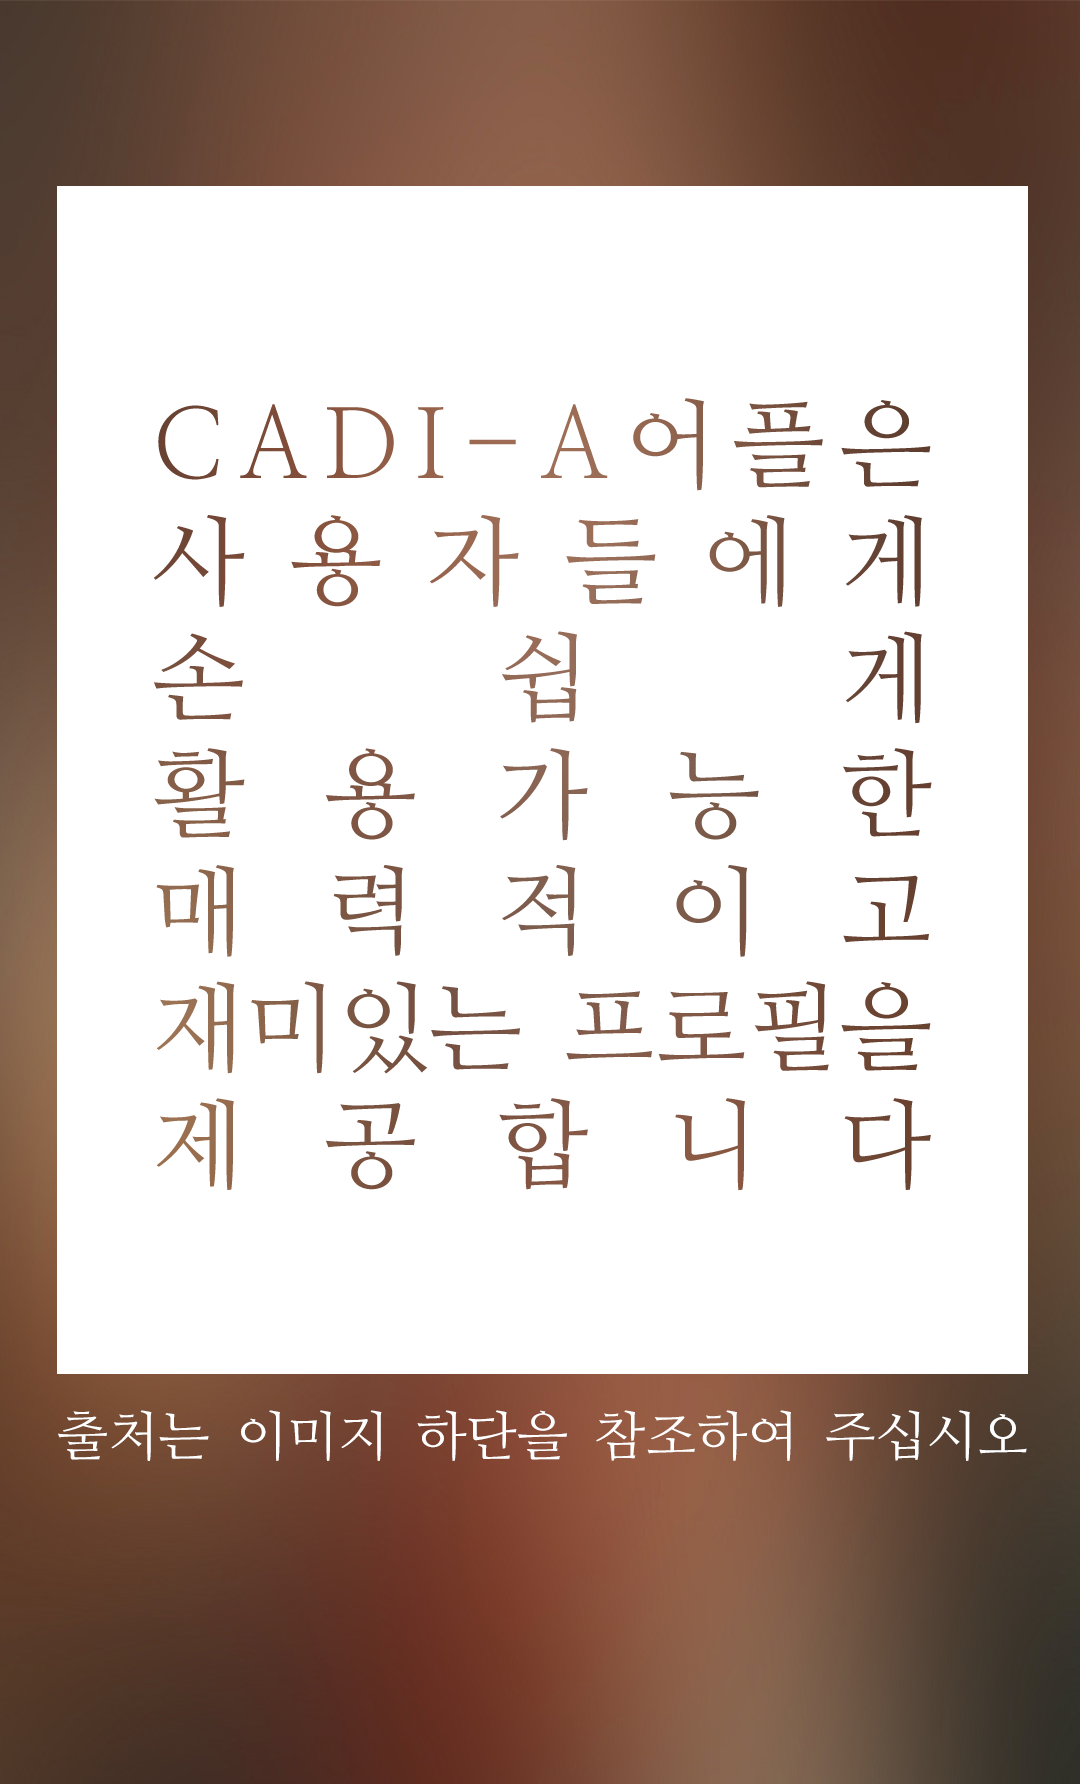 CADI-A어플은
사용자들에게
손쉽게
활용가능한
매력적이고
재미있는 프로필을
제공합니다
출처는 이미지 하단을 참조하여 주십시오